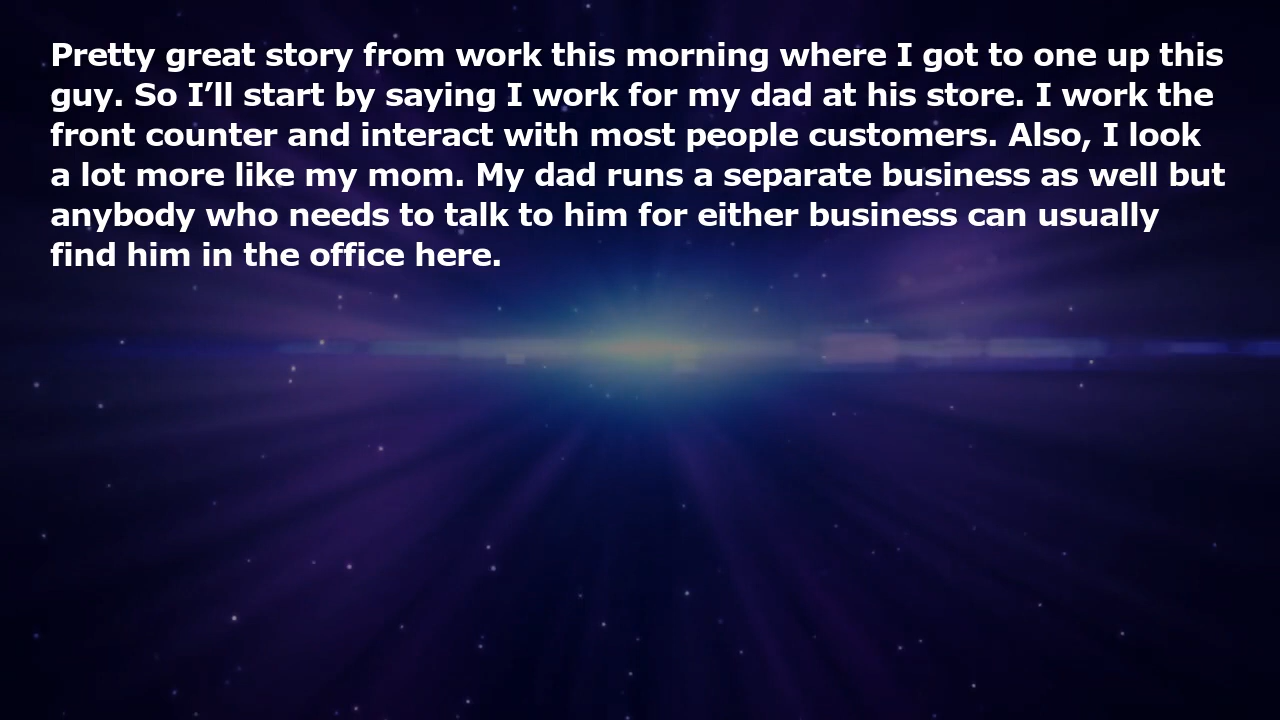 Pretty great story from work this morning where I got to one up this
guy. So I’ll start by saying I work for my dad at his store. I work the
front counter and interact with most people customers. Also, I look
a lot more like my mom. My dad runs a separate business as well but
anybody who needs to talk to him for either business can usually
find him in the office here.